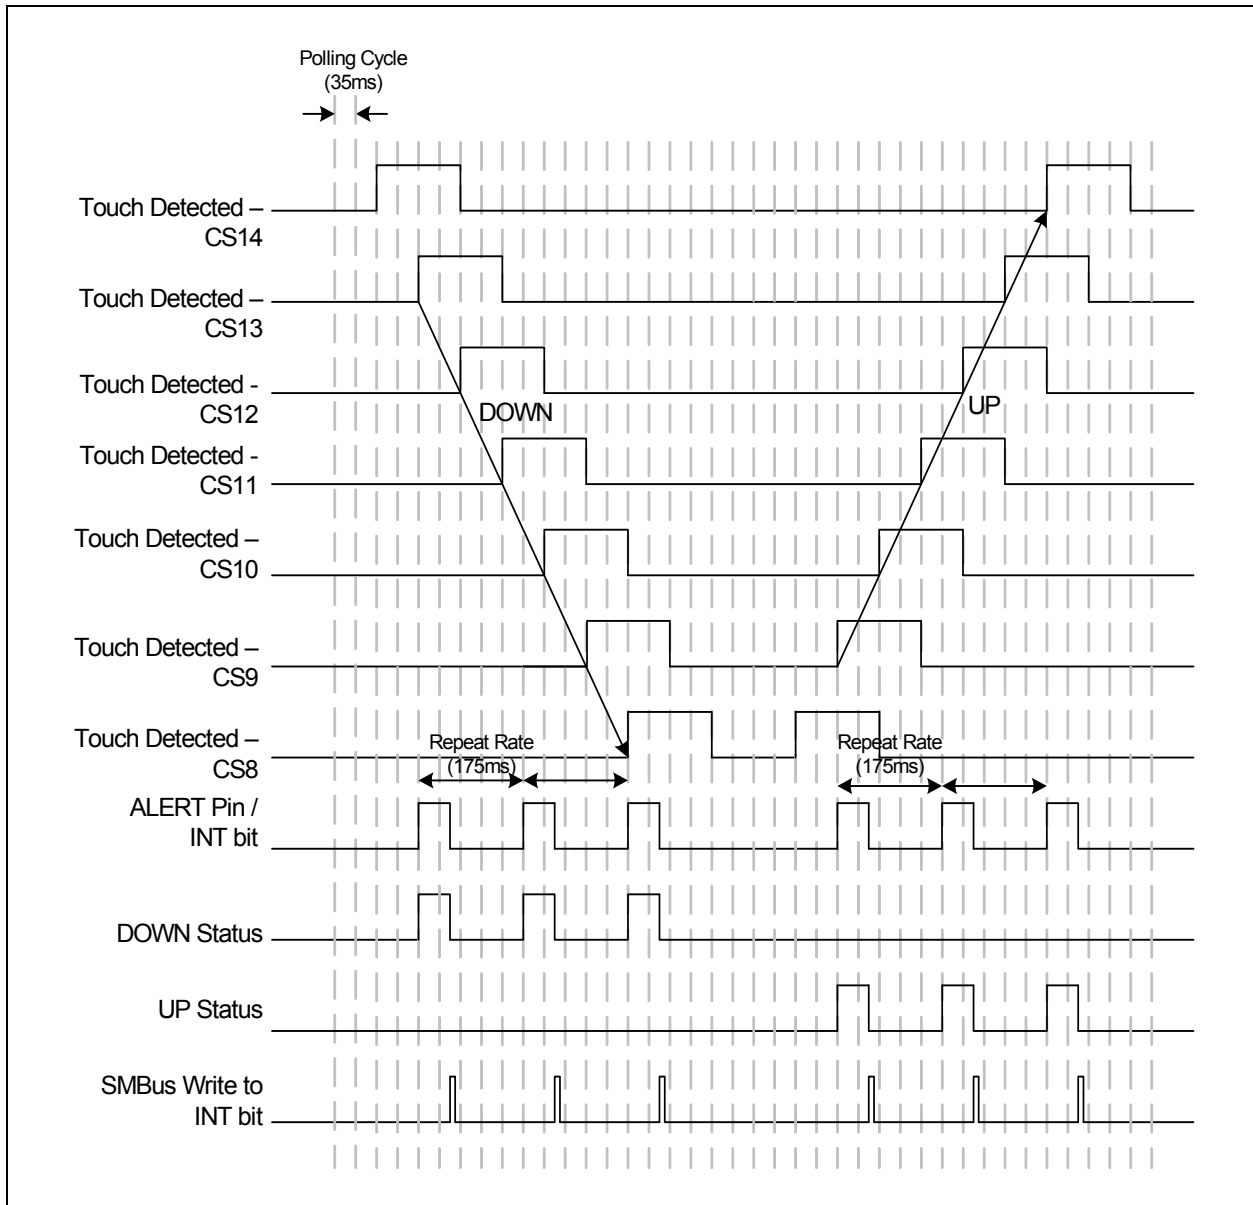 Polling Cycle
(35ms)
Touch Detected –
CS14
Touch Detected –
CS13
Touch Detected -
CS12
DOWN
UP
Touch Detected -
CS11
Touch Detected –
CS10
Touch Detected –
CS9
Touch Detected –
CS8
Repeat Rate
(175ms)
Repeat Rate
(175ms)
ALERT Pin /
INT bit
DOWN Status
UP Status
SMBus Write to
INT bit